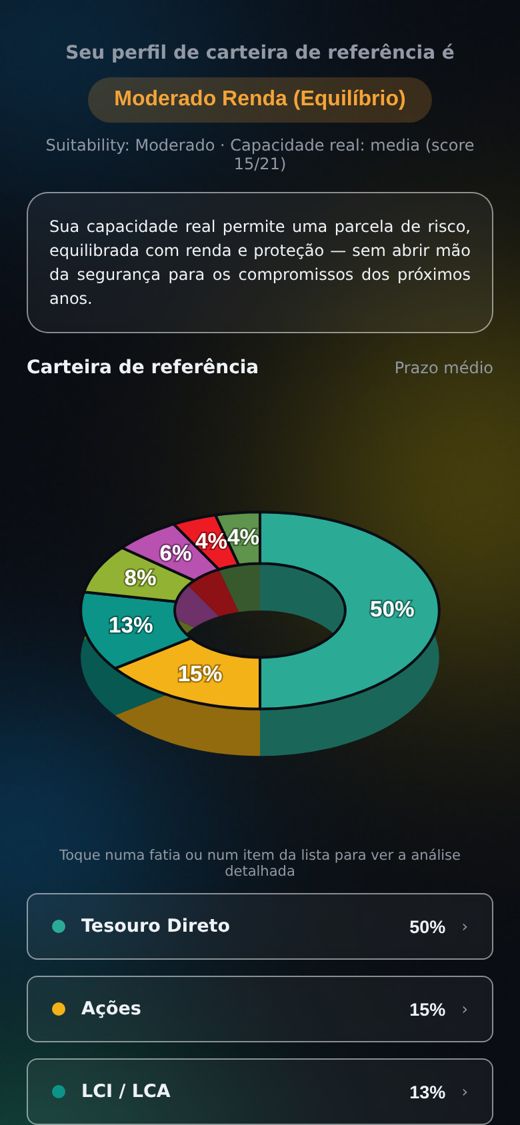 Seu perfil de carteira de referência é
Moderado Renda (Equilíbrio)
Suitability: Moderado · Capacidade real: media (score
15/21)
Sua capacidade real permite uma parcela de risco,
equilibrada com renda e proteção — sem abrir mão
da segurança para os compromissos dos próximos
anos.
Carteira de referência
Prazo médio
4%
4%
6%
8%
50%
13%
15%
Toque numa fatia ou num item da lista para ver a análise
detalhada
Tesouro Direto 50% ›
Ações 15% ›
LCI / LCA 13% ›